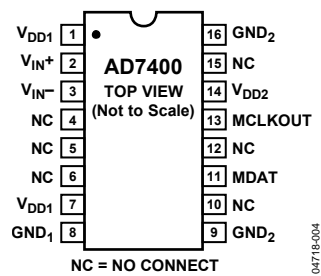 VDD1 1
VIN+ 2
VIN– 3
NC 4
NC 5
NC 6
VDD1 7
GND1 8
AD7400
TOP VIEW
(Not to Scale)
16 GND2
15 NC
14 VDD2
13 MCLKOUT
12 NC
11 MDAT
10 NC
9 GND2
NC = NO CONNECT
04718-004